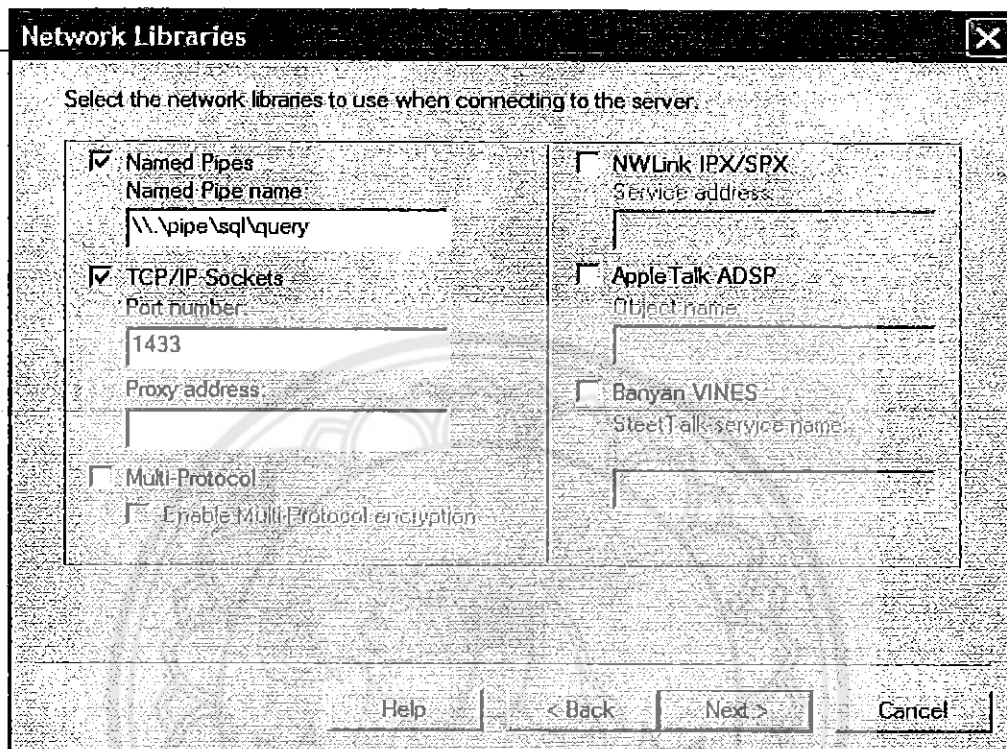 Network Libraries
Select the network libraries to use when connecting to the server.
Named Pipes
Named Pipe name
\\.\pipe\sql\query
TCP/IP Sockets
Port number:
1433
Proxy address:
Multi-Protocol
Enable Multi-Protocol encryption
NWLink IPX/SPX
Service address:
AppleTalk ADSP
Object name:
Banyan VINES
SteetTalk service name:
Help
< Back
Next >
Cancel